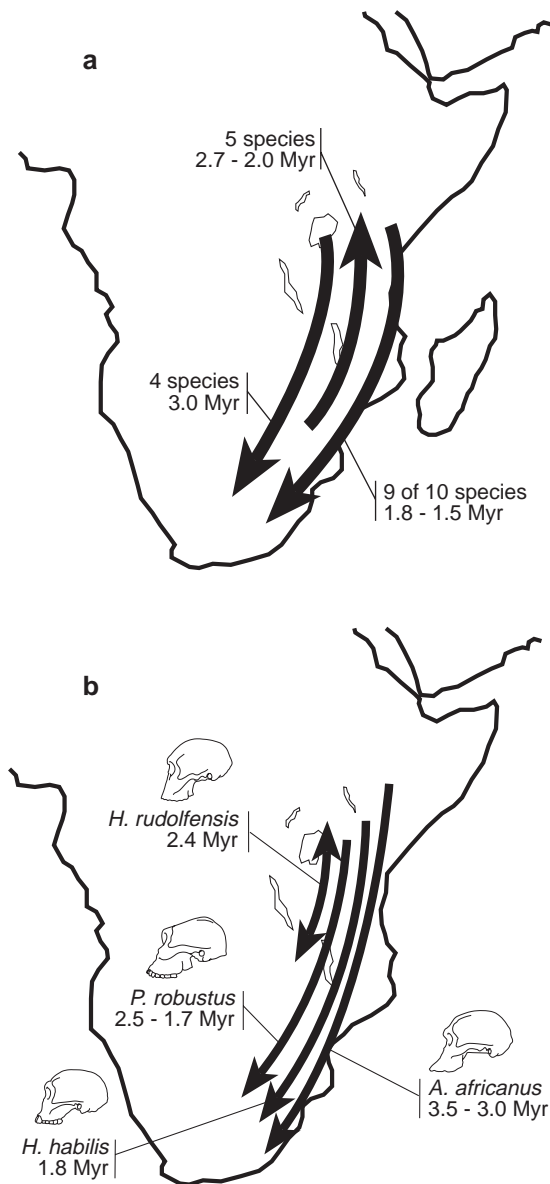 a
5 species
2.7 - 2.0 Myr
4 species
3.0 Myr
9 of 10 species
1.8 - 1.5 Myr
b
H. rudolfensis
2.4 Myr
P. robustus
2.5 - 1.7 Myr
A. africanus
3.5 - 3.0 Myr
H. habilis
1.8 Myr